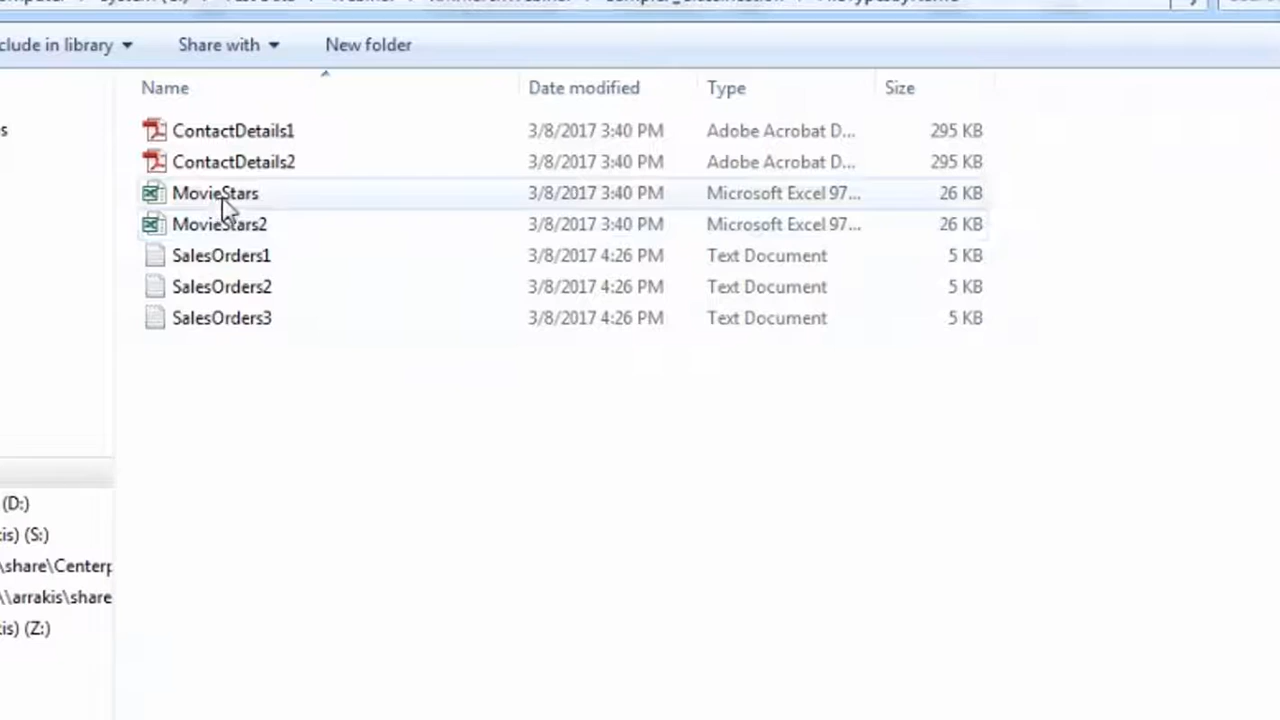 clude in library Share with New folder
Name Date modified Type Size
s
ContactDetails1 3/8/2017 3:40 PM Adobe Acrobat D... 295 KB
ContactDetails2 3/8/2017 3:40 PM Adobe Acrobat D... 295 KB
MovieStars 3/8/2017 3:40 PM Microsoft Excel 97... 26 KB
MovieStars2 3/8/2017 3:40 PM Microsoft Excel 97... 26 KB
SalesOrders1 3/8/2017 4:26 PM Text Document 5 KB
SalesOrders2 3/8/2017 4:26 PM Text Document 5 KB
SalesOrders3 3/8/2017 4:26 PM Text Document 5 KB
(D:)
is) (S:)
\share\Centerp
\\arrakis\share
is) (Z:)